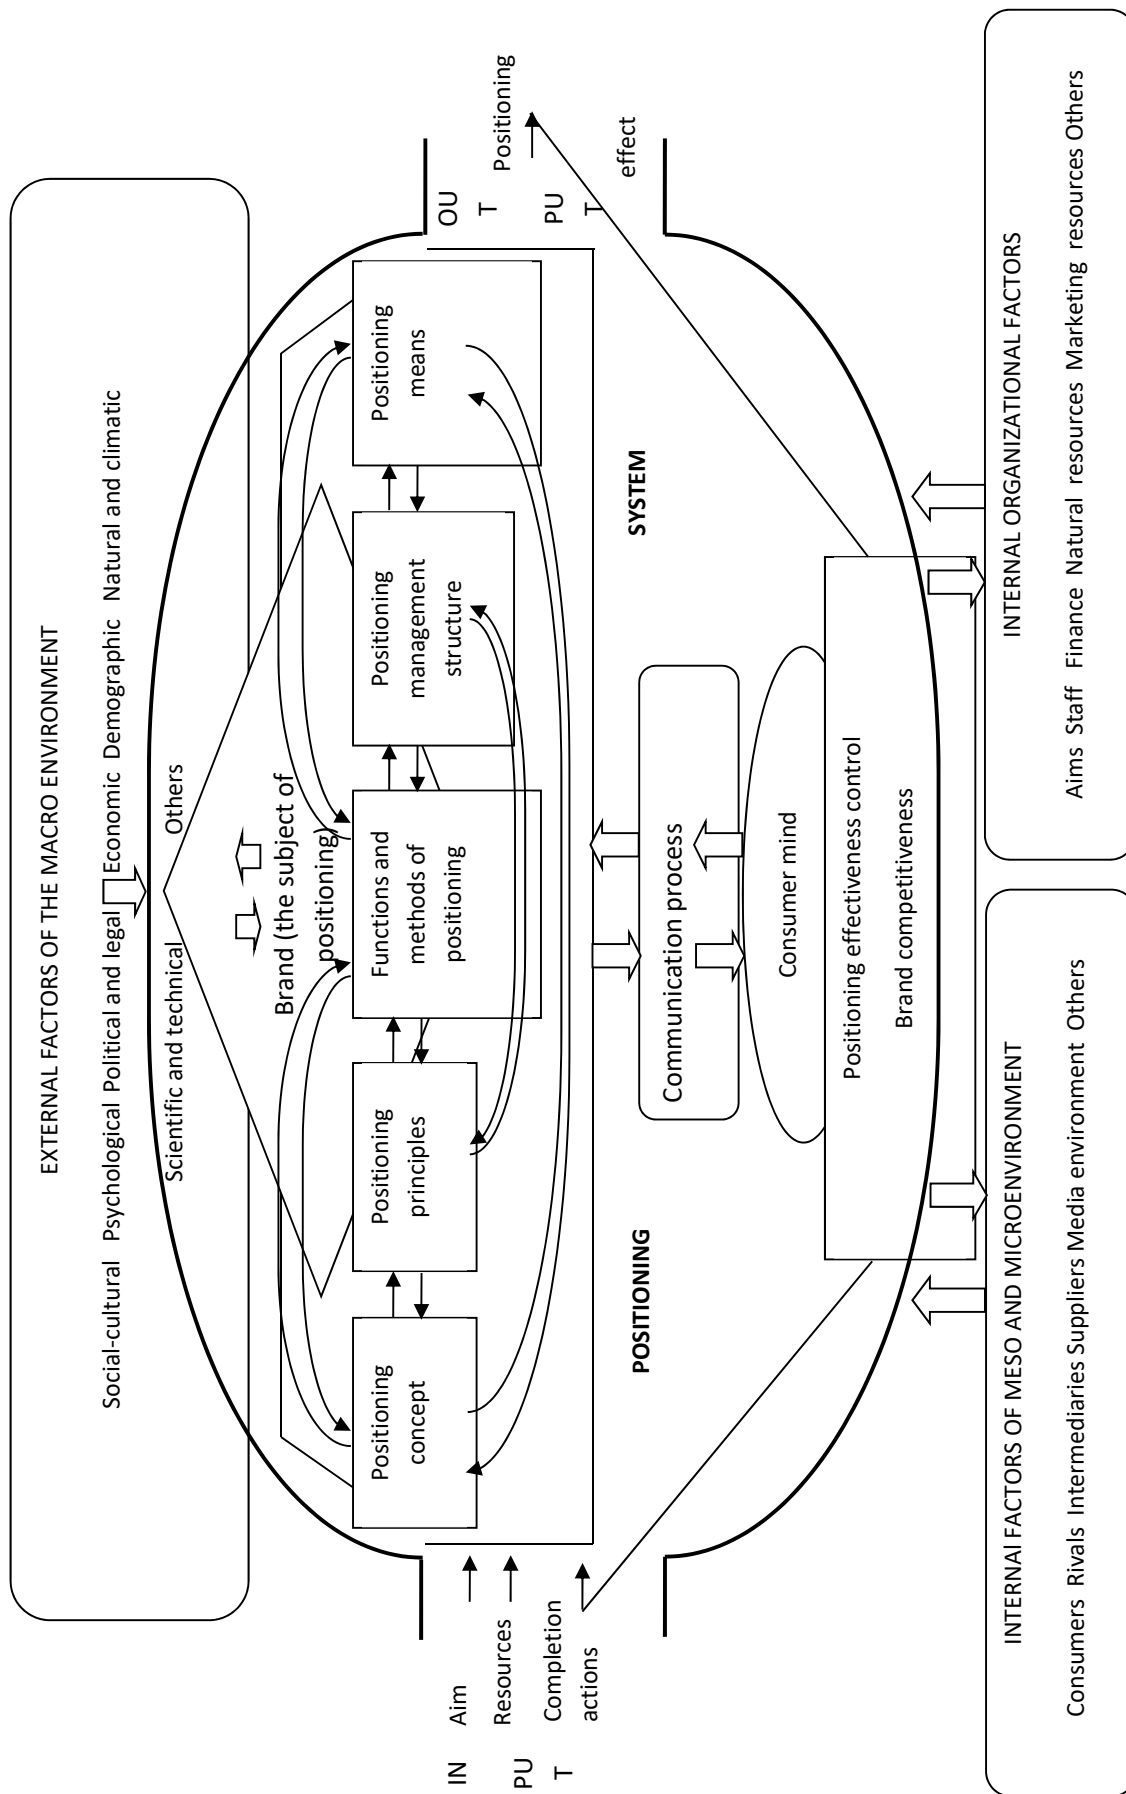 EXTERNAL FACTORS OF THE MACRO ENVIRONMENT
Social-cultural Psychological Political and legal Economic Demographic Natural and climatic
Scientific and technical Others
Brand (the subject of
positioning)
Positioning
concept
Positioning
principles
Functions and
methods of
positioning
Positioning
management
structure
Positioning
means
IN
PU
T
Aim
Resources
Completion
actions
OU
T
PU
T
Positioning
effect
POSITIONING SYSTEM
Communication process
Consumer mind
Positioning effectiveness control
Brand competitiveness
INTERNAL FACTORS OF MESO AND MICROENVIRONMENT
Consumers Rivals Intermediaries Suppliers Media environment Others
INTERNAL ORGANIZATIONAL FACTORS
Aims Staff Finance Natural resources Marketing resources Others